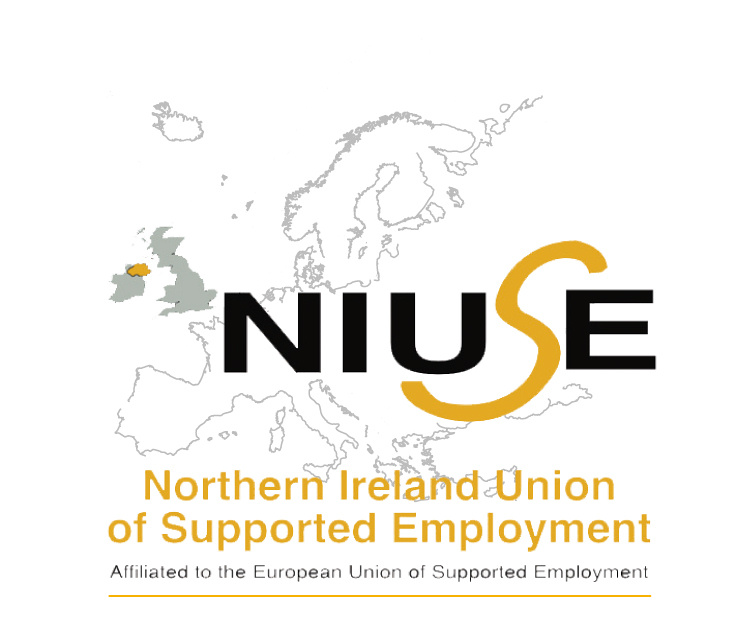 NIUSE
Northern Ireland Union
of Supported Employment
Affiliated to the European Union of Supported Employment